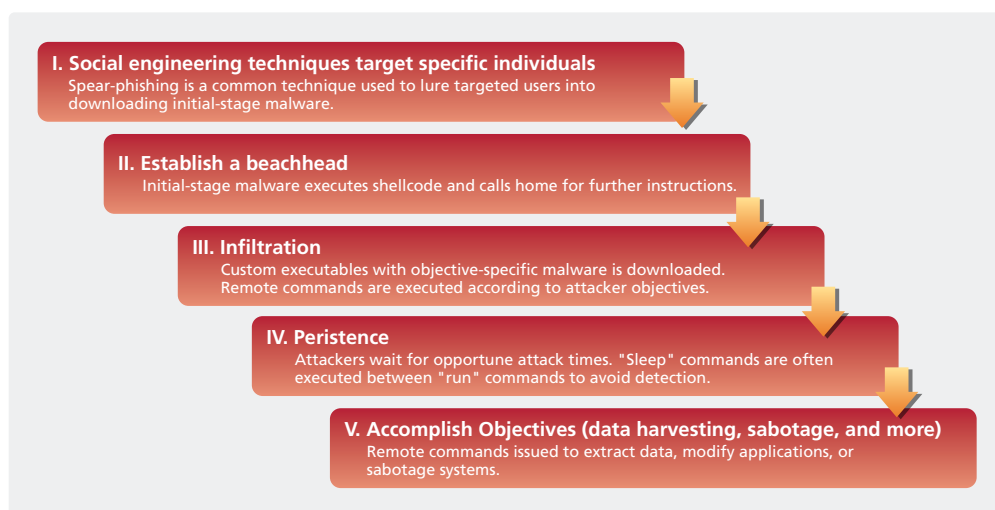 I. Social engineering techniques target specific individuals
Spear-phishing is a common technique used to lure targeted users into
downloading initial-stage malware.
II. Establish a beachhead
Initial-stage malware executes shellcode and calls home for further instructions.
III. Infiltration
Custom executables with objective-specific malware is downloaded.
Remote commands are executed according to attacker objectives.
IV. Peristence
Attackers wait for opportune attack times. "Sleep" commands are often
executed between "run" commands to avoid detection.
V. Accomplish Objectives (data harvesting, sabotage, and more)
Remote commands issued to extract data, modify applications, or
sabotage systems.